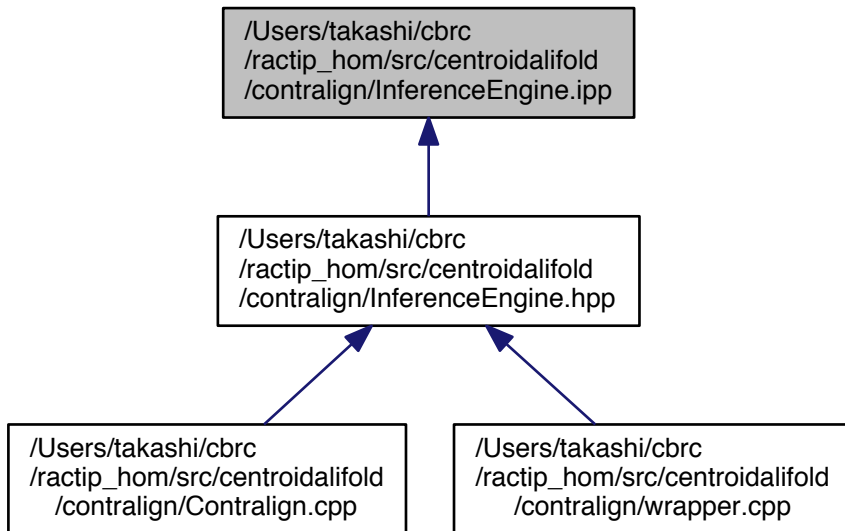 /Users/takashi/cbrc
/ractip_hom/src/centroidalifold
/contralign/InferenceEngine.ipp
/Users/takashi/cbrc
/ractip_hom/src/centroidalifold
/contralign/InferenceEngine.hpp
/Users/takashi/cbrc
/ractip_hom/src/centroidalifold
/contralign/Contralign.cpp
/Users/takashi/cbrc
/ractip_hom/src/centroidalifold
/contralign/wrapper.cpp